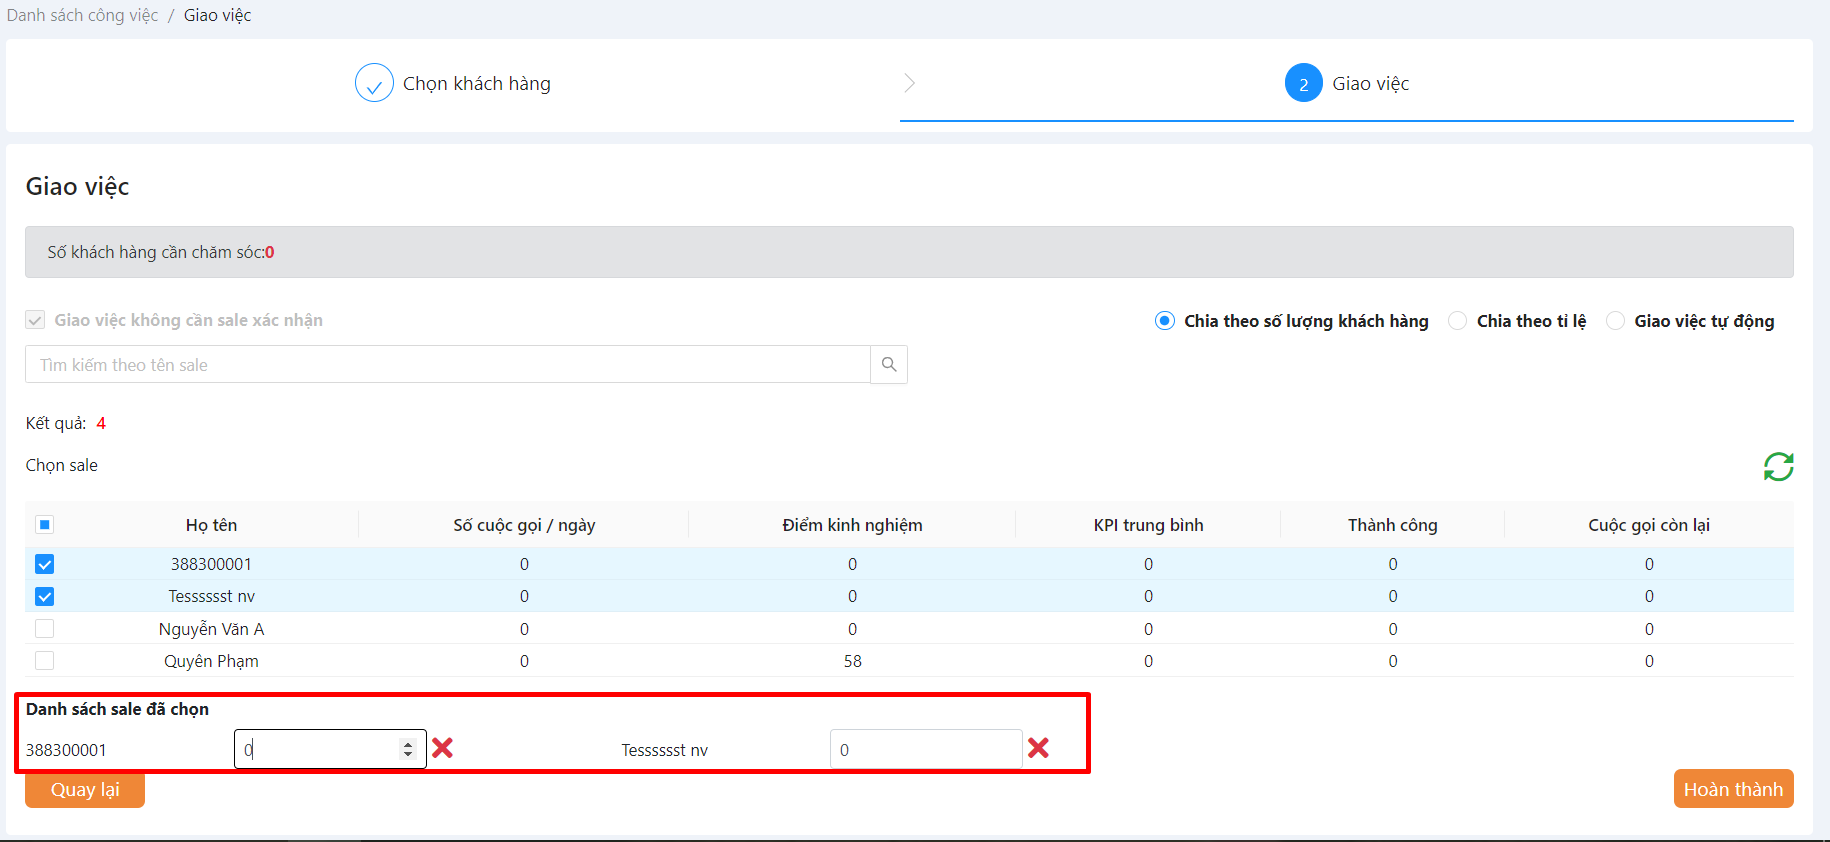 Danh sách công việc / Giao việc
Chọn khách hàng
2 Giao việc
Giao việc
Số khách hàng cần chăm sóc:0
Giao việc không cần sale xác nhận
Chia theo số lượng khách hàng Chia theo tỉ lệ Giao việc tự động
Tìm kiếm theo tên sale
Kết quả: 4
Chọn sale
Họ tên Số cuộc gọi / ngày Điểm kinh nghiệm KPI trung bình Thành công Cuộc gọi còn lại
388300001 0 0 0 0 0
Tesssssst nv 0 0 0 0 0
Nguyễn Văn A 0 0 0 0 0
Quyên Phạm 0 58 0 0 0
Danh sách sale đã chọn
388300001 0 Tesssssst nv 0
Quay lại Hoàn thành